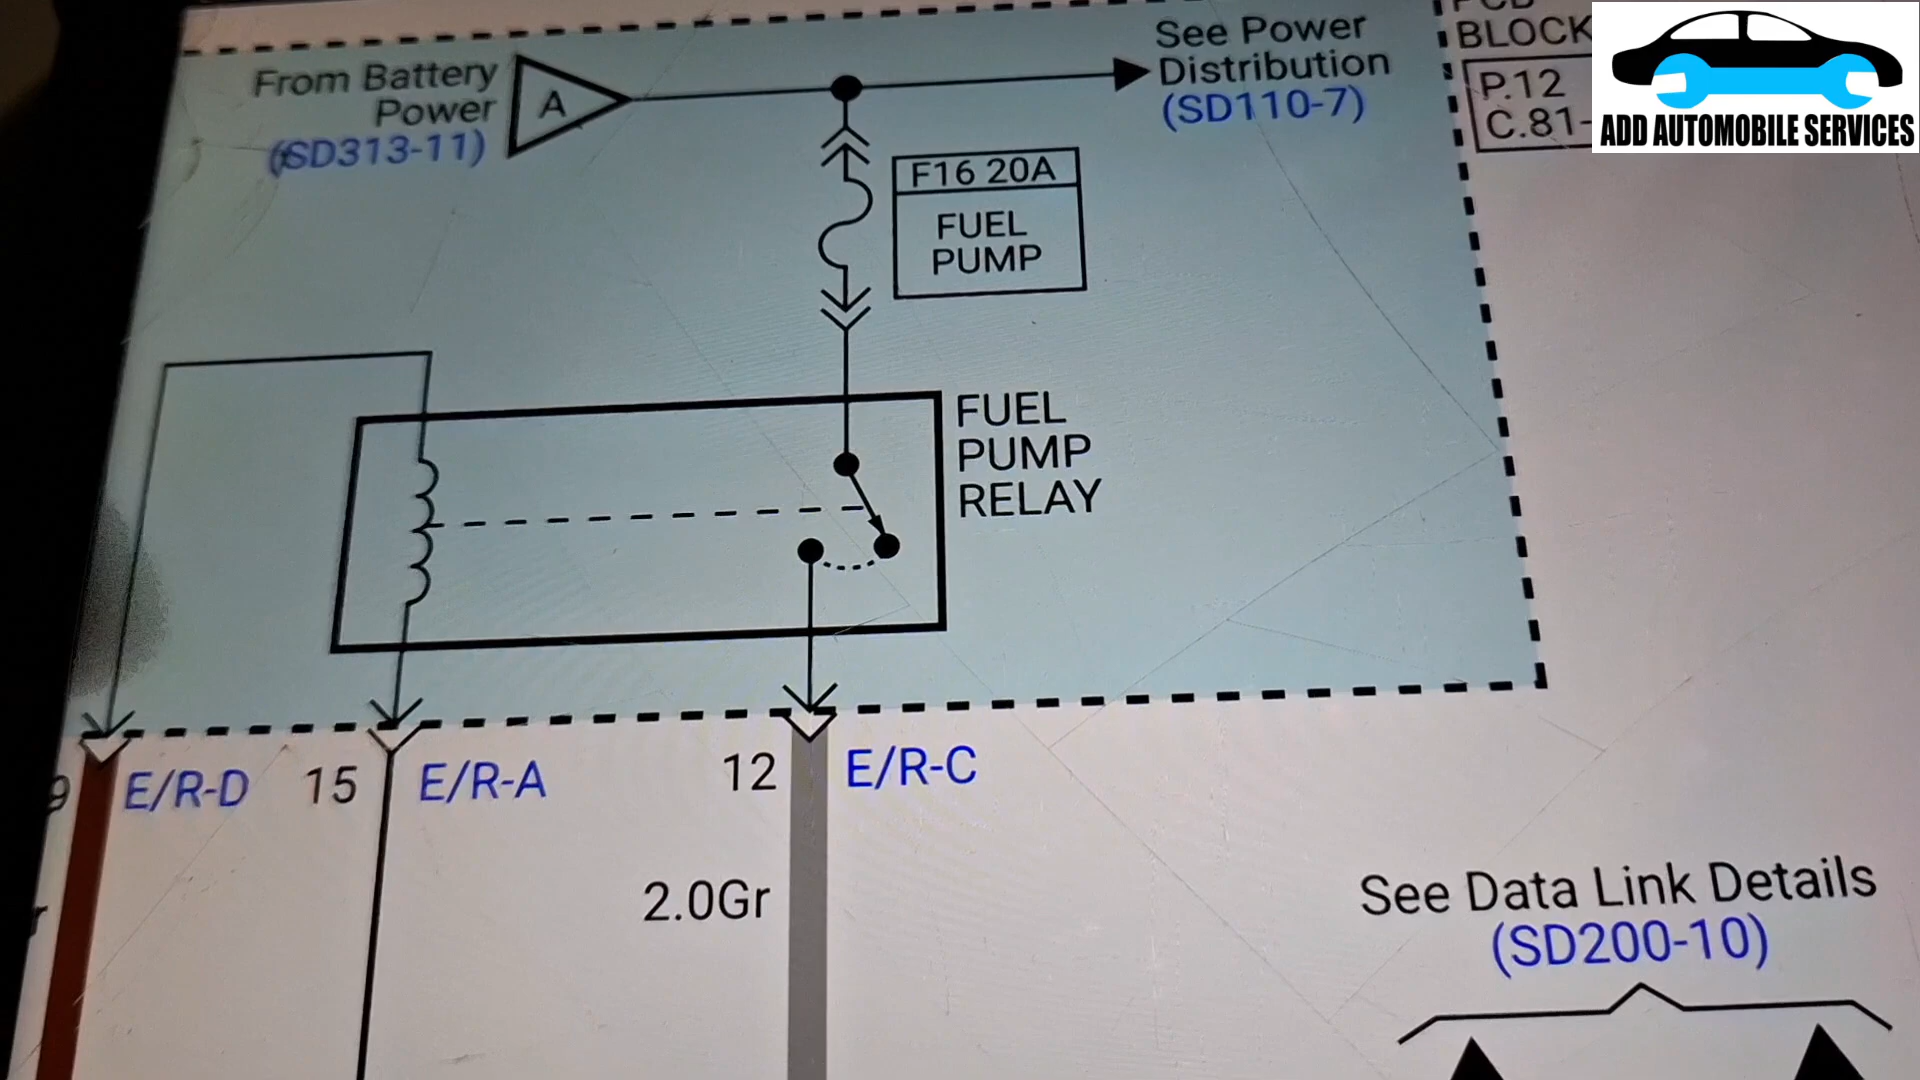 From Battery
Power
(SD313-11)
A
See Power
Distribution
(SD110-7)
BLOCK
P.12
C.81-
ADD AUTOMOBILE SERVICES
F16 20A
FUEL
PUMP
FUEL
PUMP
RELAY
9 E/R-D
15 E/R-A
12 E/R-C
2.0Gr
See Data Link Details
(SD200-10)